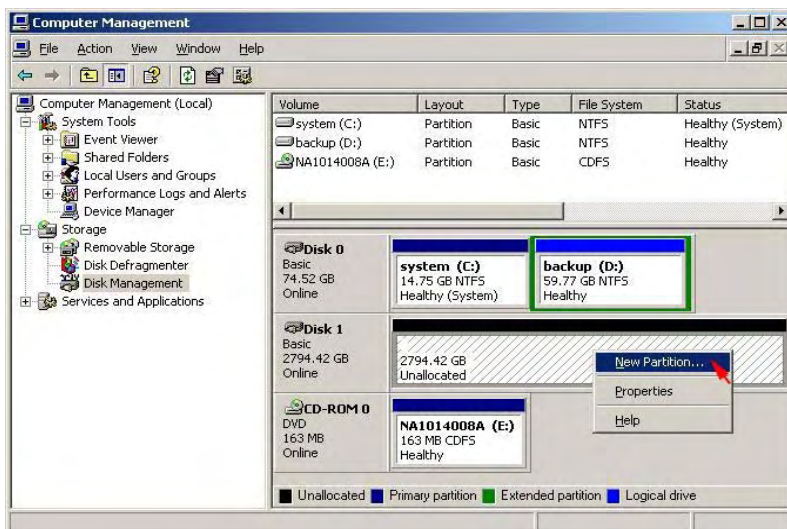 Computer Management
File Action View Window Help
Computer Management (Local)
System Tools
Event Viewer
Shared Folders
Local Users and Groups
Performance Logs and Alerts
Device Manager
Storage
Removable Storage
Disk Defragmenter
Disk Management
Services and Applications
Volume Layout Type File System Status
system (C:) Partition Basic NTFS Healthy (System)
backup (D:) Partition Basic NTFS Healthy
NA1014008A (E:) Partition Basic CDFS Healthy
Disk 0
Basic
74.52 GB
Online
system (C:)
14.75 GB NTFS
Healthy (System)
backup (D:)
59.77 GB NTFS
Healthy
Disk 1
Basic
2794.42 GB
Online
2794.42 GB
Unallocated
New Partition...
Properties
Help
CD-ROM 0
DVD
163 MB
Online
NA1014008A (E:)
163 MB CDFS
Healthy
Unallocated Primary partition Extended partition Logical drive